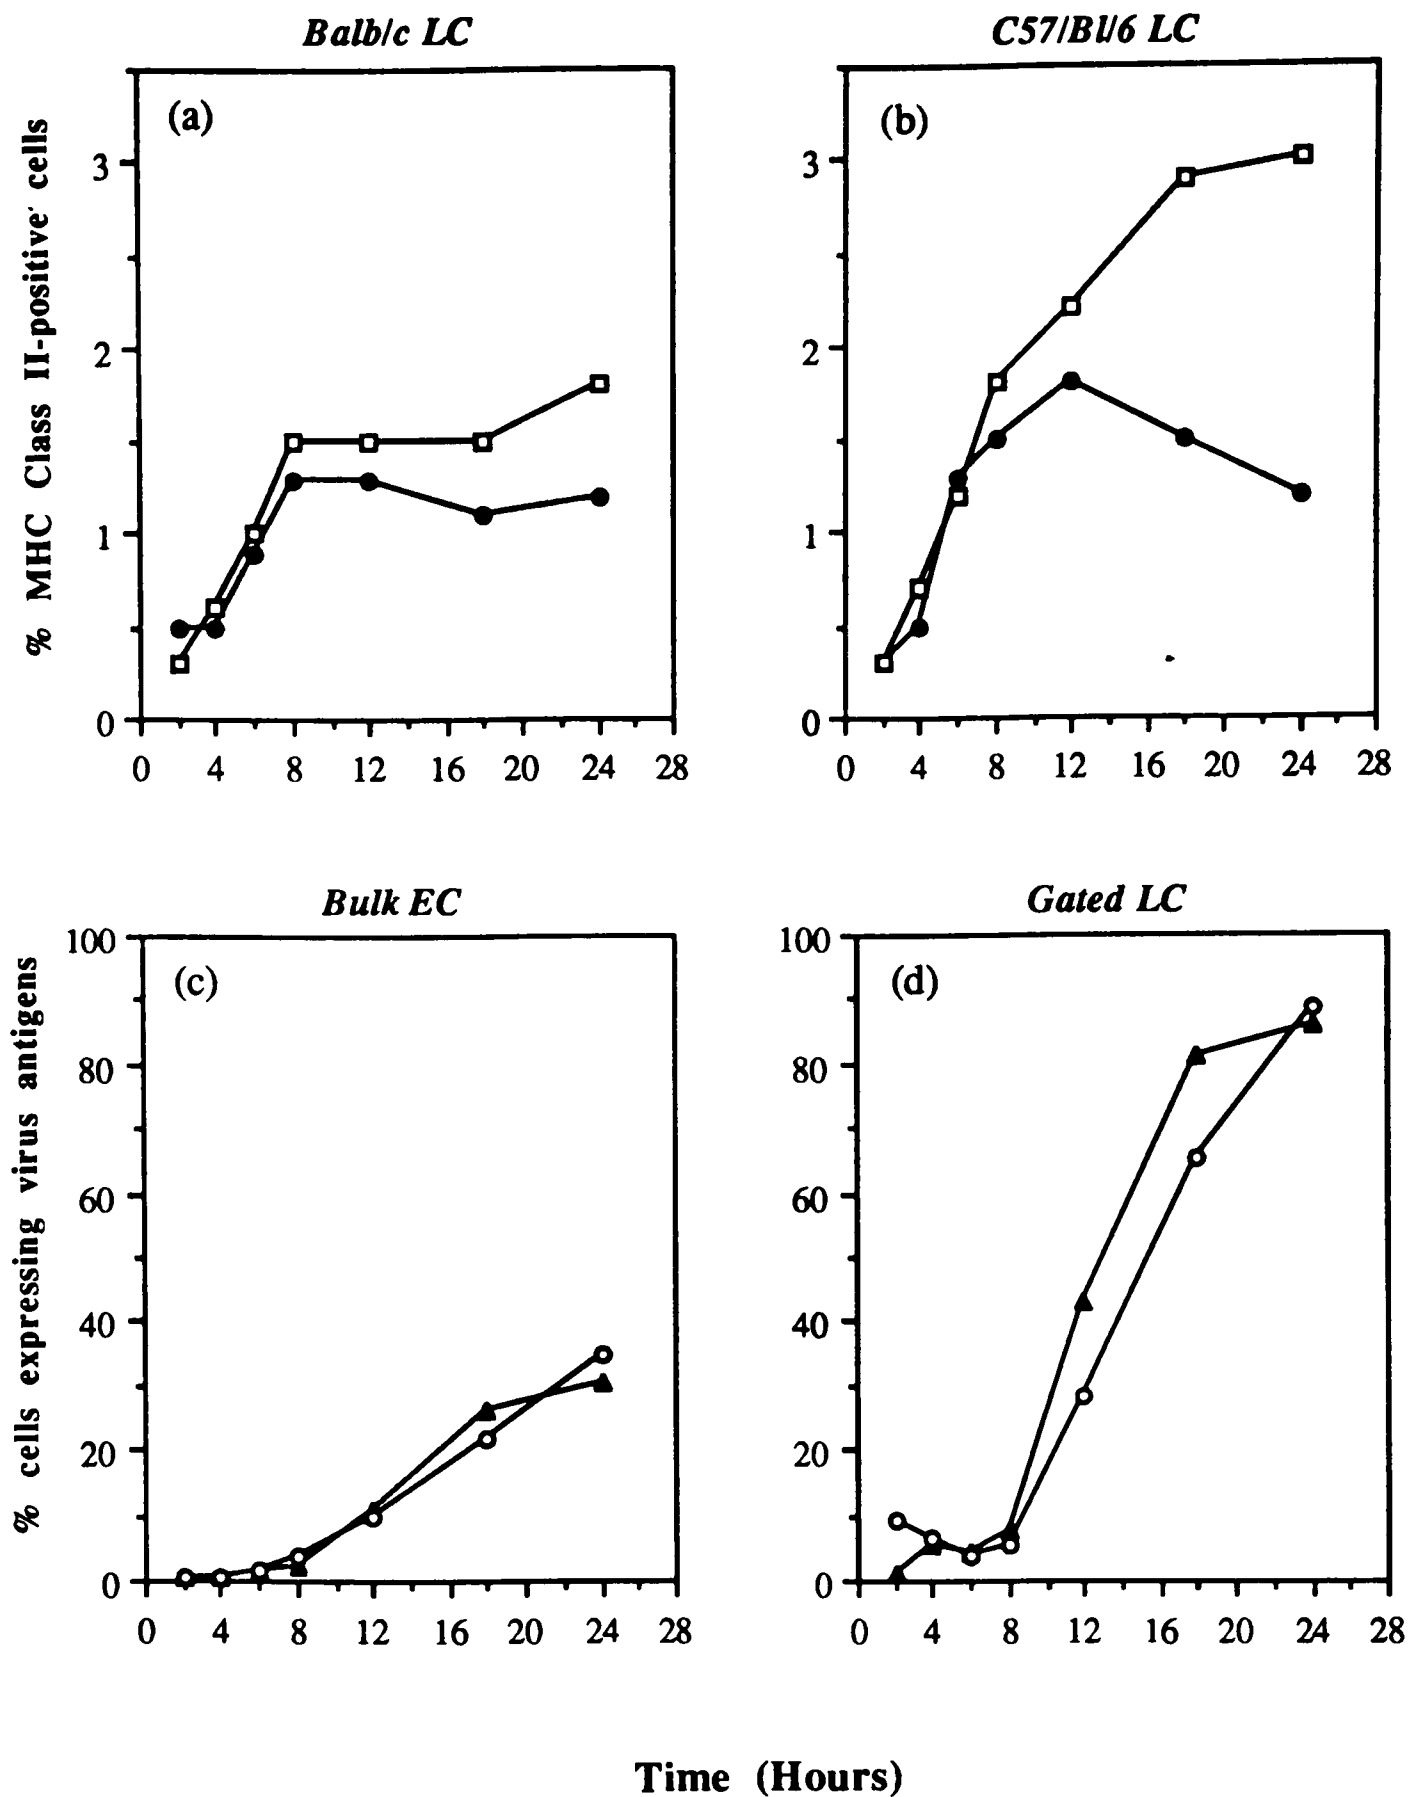 Balb/c LC
C57/Bl/6 LC
(a)
(b)
% MHC Class II-positive cells
3
2
1
0
0 4 8 12 16 20 24 28
3
2
1
0
0 4 8 12 16 20 24 28
Bulk EC
Gated LC
(c)
(d)
% cells expressing virus antigens
100
80
60
40
20
0
0 4 8 12 16 20 24 28
100
80
60
40
20
0
0 4 8 12 16 20 24 28
Time (Hours)